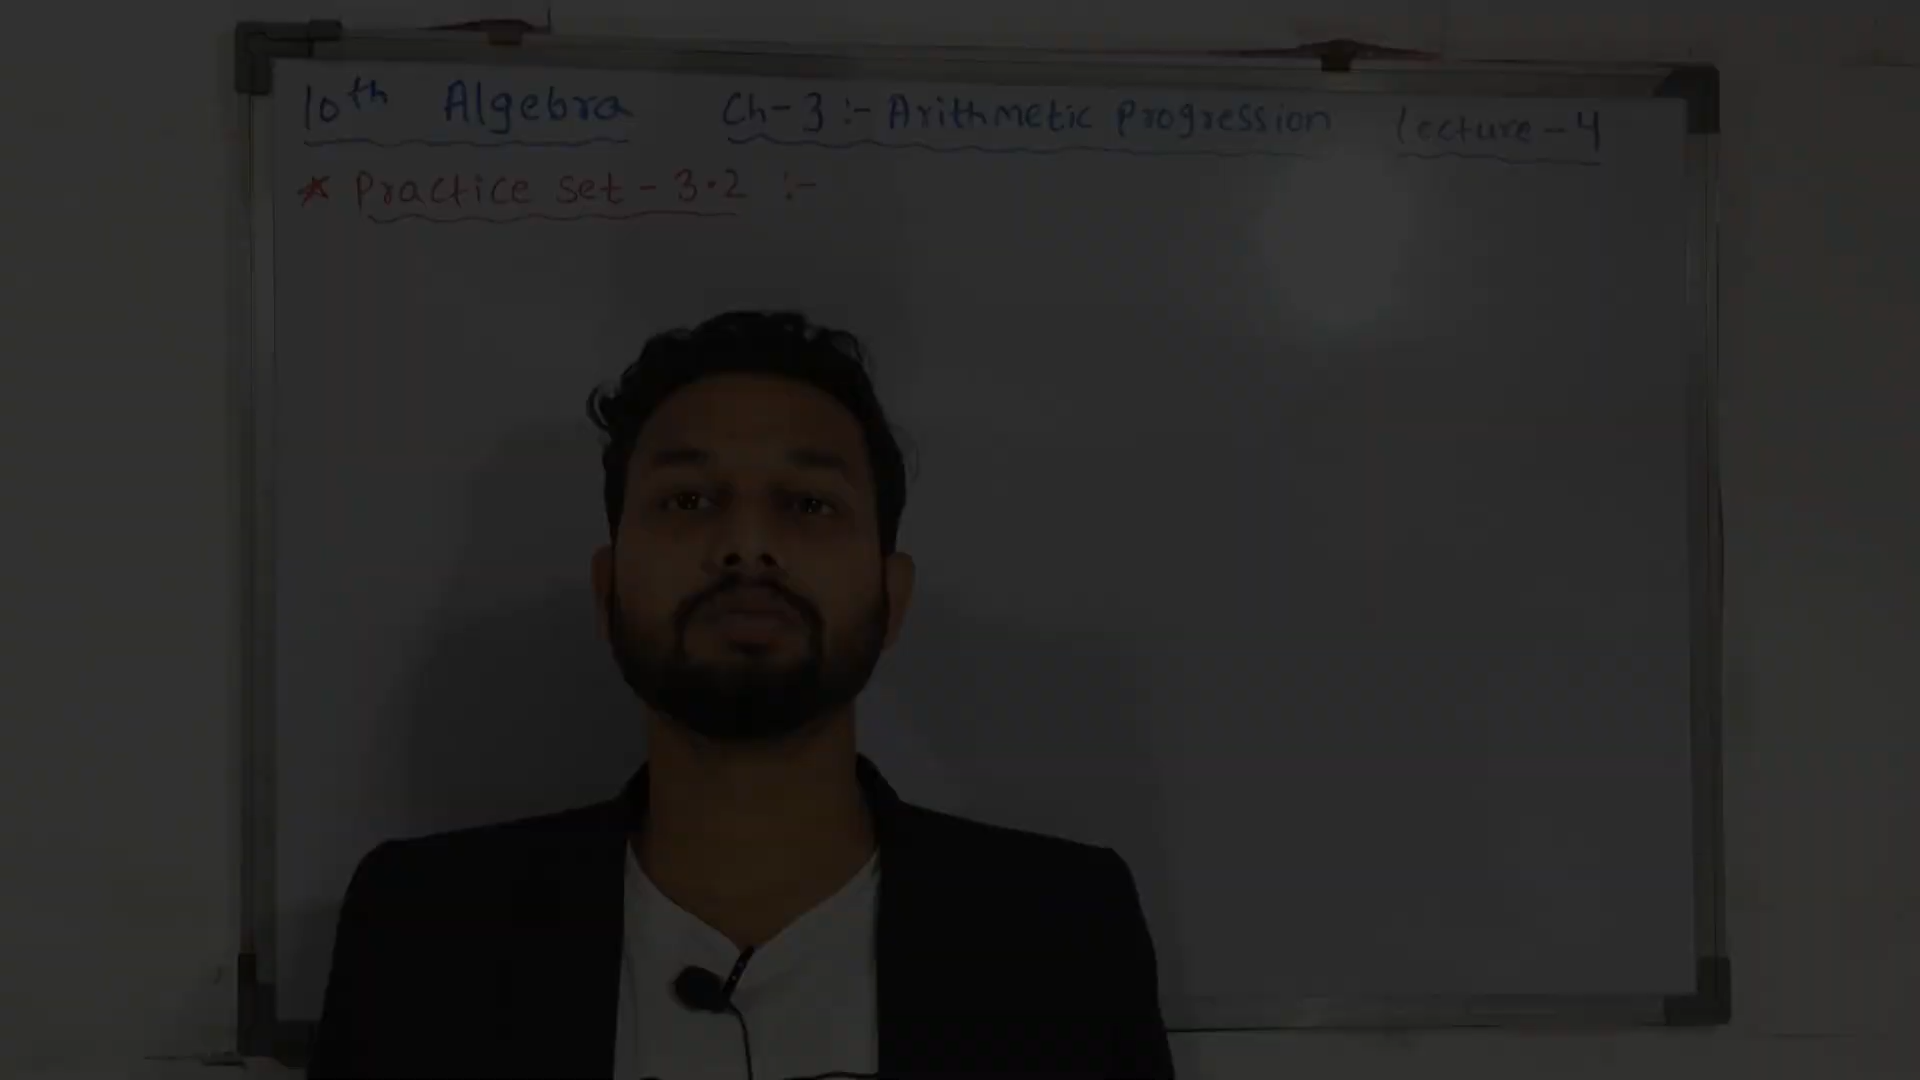 10th Algebra Ch-3 :- Arithmetic Progression Lecture-4
* Practice set - 3.2 :-